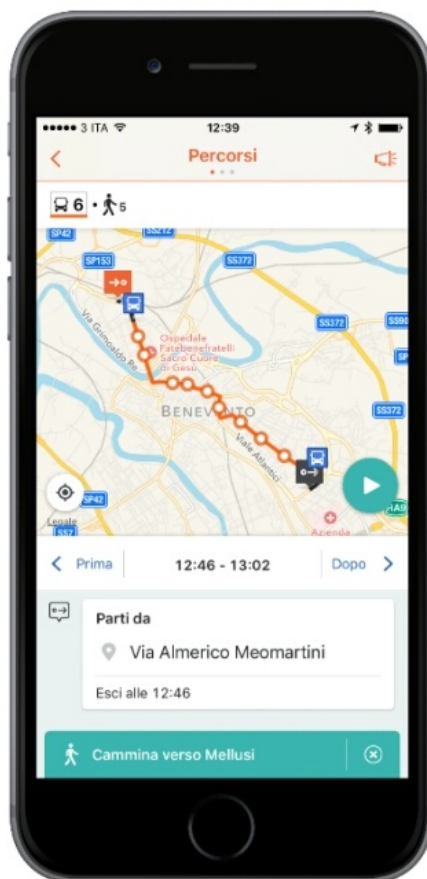 3 ITA 12:39
Percorsi
6 · 5
SP42
SS212
SP153
SS372
Via Grimoaldo Re
Ospedale
Fatebenefratelli
Sacro Cuore
di Gesù
SS372
SS90
BENEVENTO
SS372
Viale Atlantici
SP42
Legale
SS7
Azienda
Prima 12:46 - 13:02 Dopo
Parti da
Via Almerico Meomartini
Esci alle 12:46
Cammina verso Mellusi